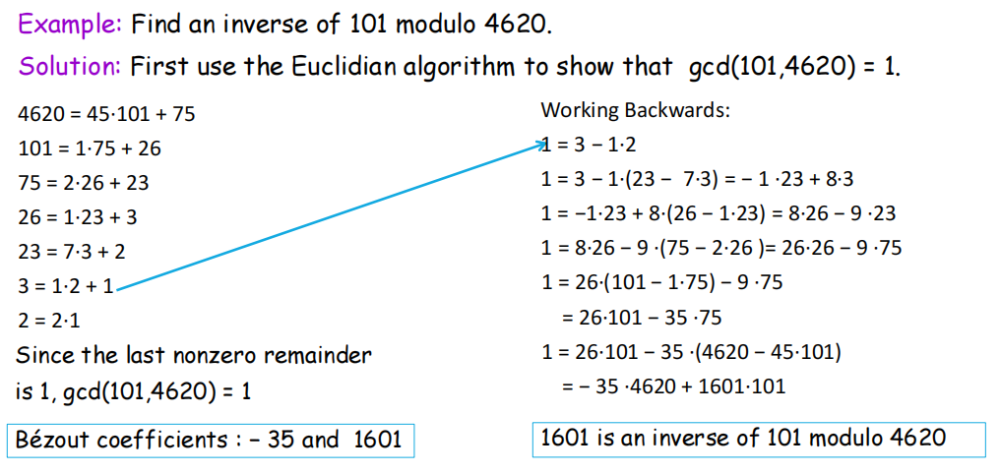 Example: Find an inverse of 101 modulo 4620.
Solution: First use the Euclidian algorithm to show that gcd(101,4620) = 1.
4620 = 45·101 + 75
101 = 1·75 + 26
75 = 2·26 + 23
26 = 1·23 + 3
23 = 7·3 + 2
3 = 1·2 + 1
2 = 2·1
Since the last nonzero remainder
is 1, gcd(101,4620) = 1
Bézout coefficients : − 35 and 1601
Working Backwards:
1 = 3 − 1·2
1 = 3 − 1·(23 − 7·3) = − 1 ·23 + 8·3
1 = −1·23 + 8·(26 − 1·23) = 8·26 − 9 ·23
1 = 8·26 − 9 ·(75 − 2·26 )= 26·26 − 9 ·75
1 = 26·(101 − 1·75) − 9 ·75
= 26·101 − 35 ·75
1 = 26·101 − 35 ·(4620 − 45·101)
= − 35 ·4620 + 1601·101
1601 is an inverse of 101 modulo 4620